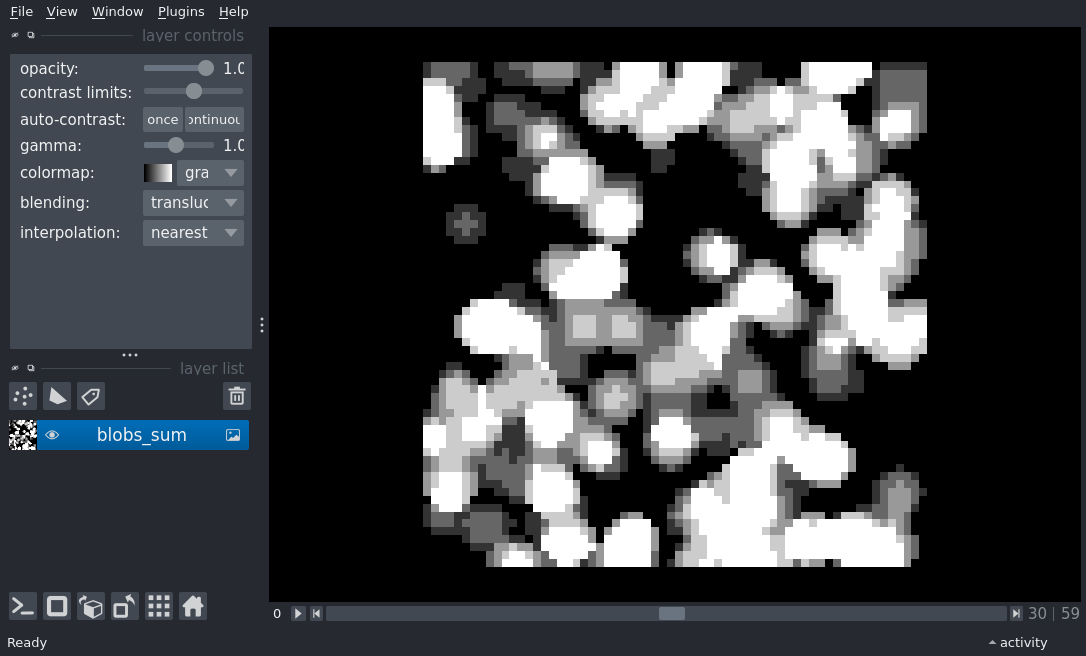 File View Window Plugins Help
layer controls
opacity: 1.0
contrast limits:
auto-contrast: once ontinuou
gamma: 1.0
colormap: gra
blending: transluc
interpolation: nearest
layer list
blobs_sum
0 30 | 59
Ready activity